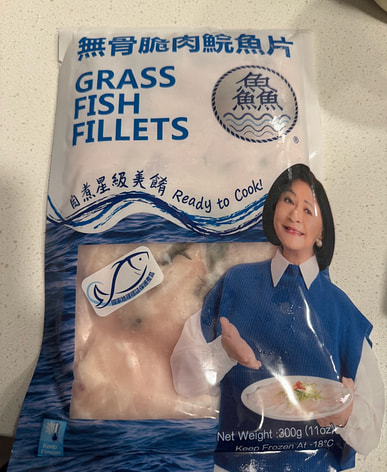 無骨脆肉鯇魚片
GRASS
FISH
FILLETS
鱻
®
自煮星級美餚 Ready to Cook!
Net Weight :300g (11oz)
Keep Frozen At -18°C